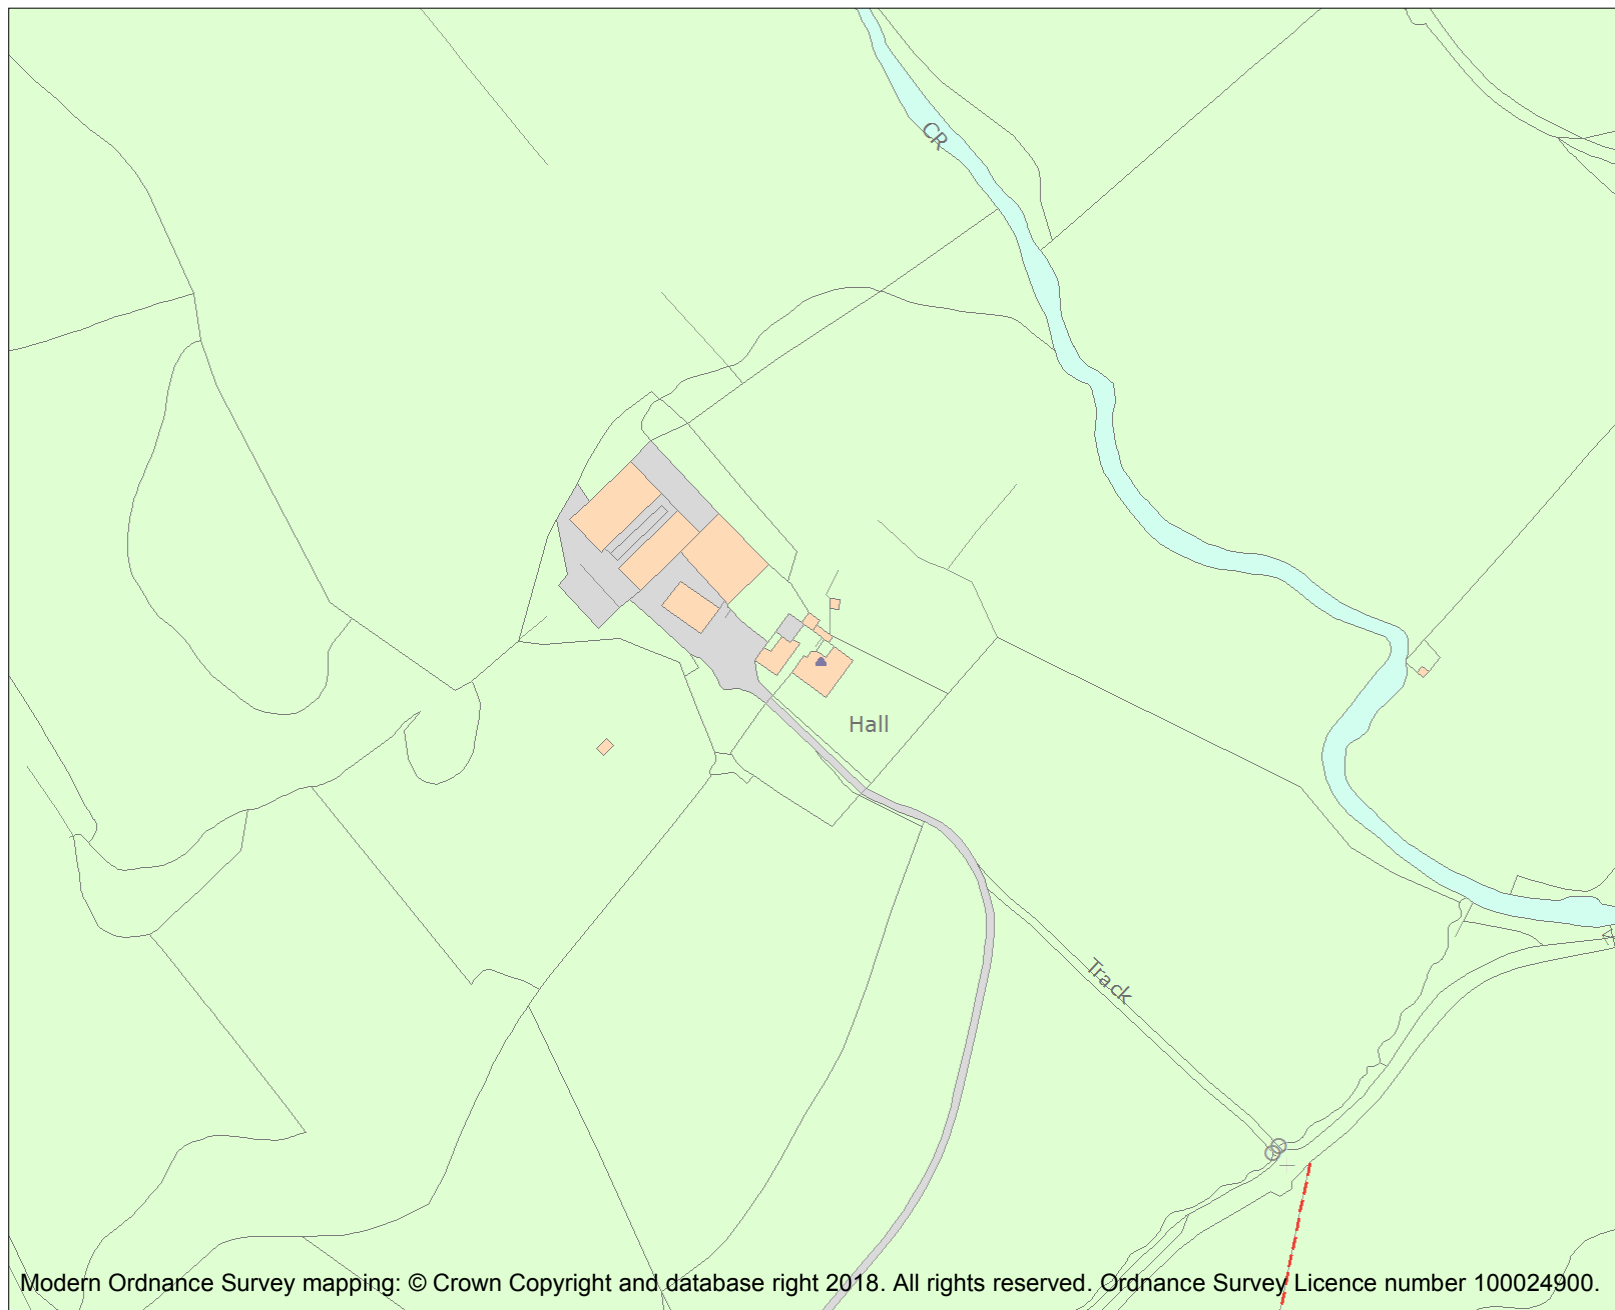 CR
Hall
Track
Modern Ordnance Survey mapping: © Crown Copyright and database right 2018. All rights reserved. Ordnance Survey Licence number 100024900.